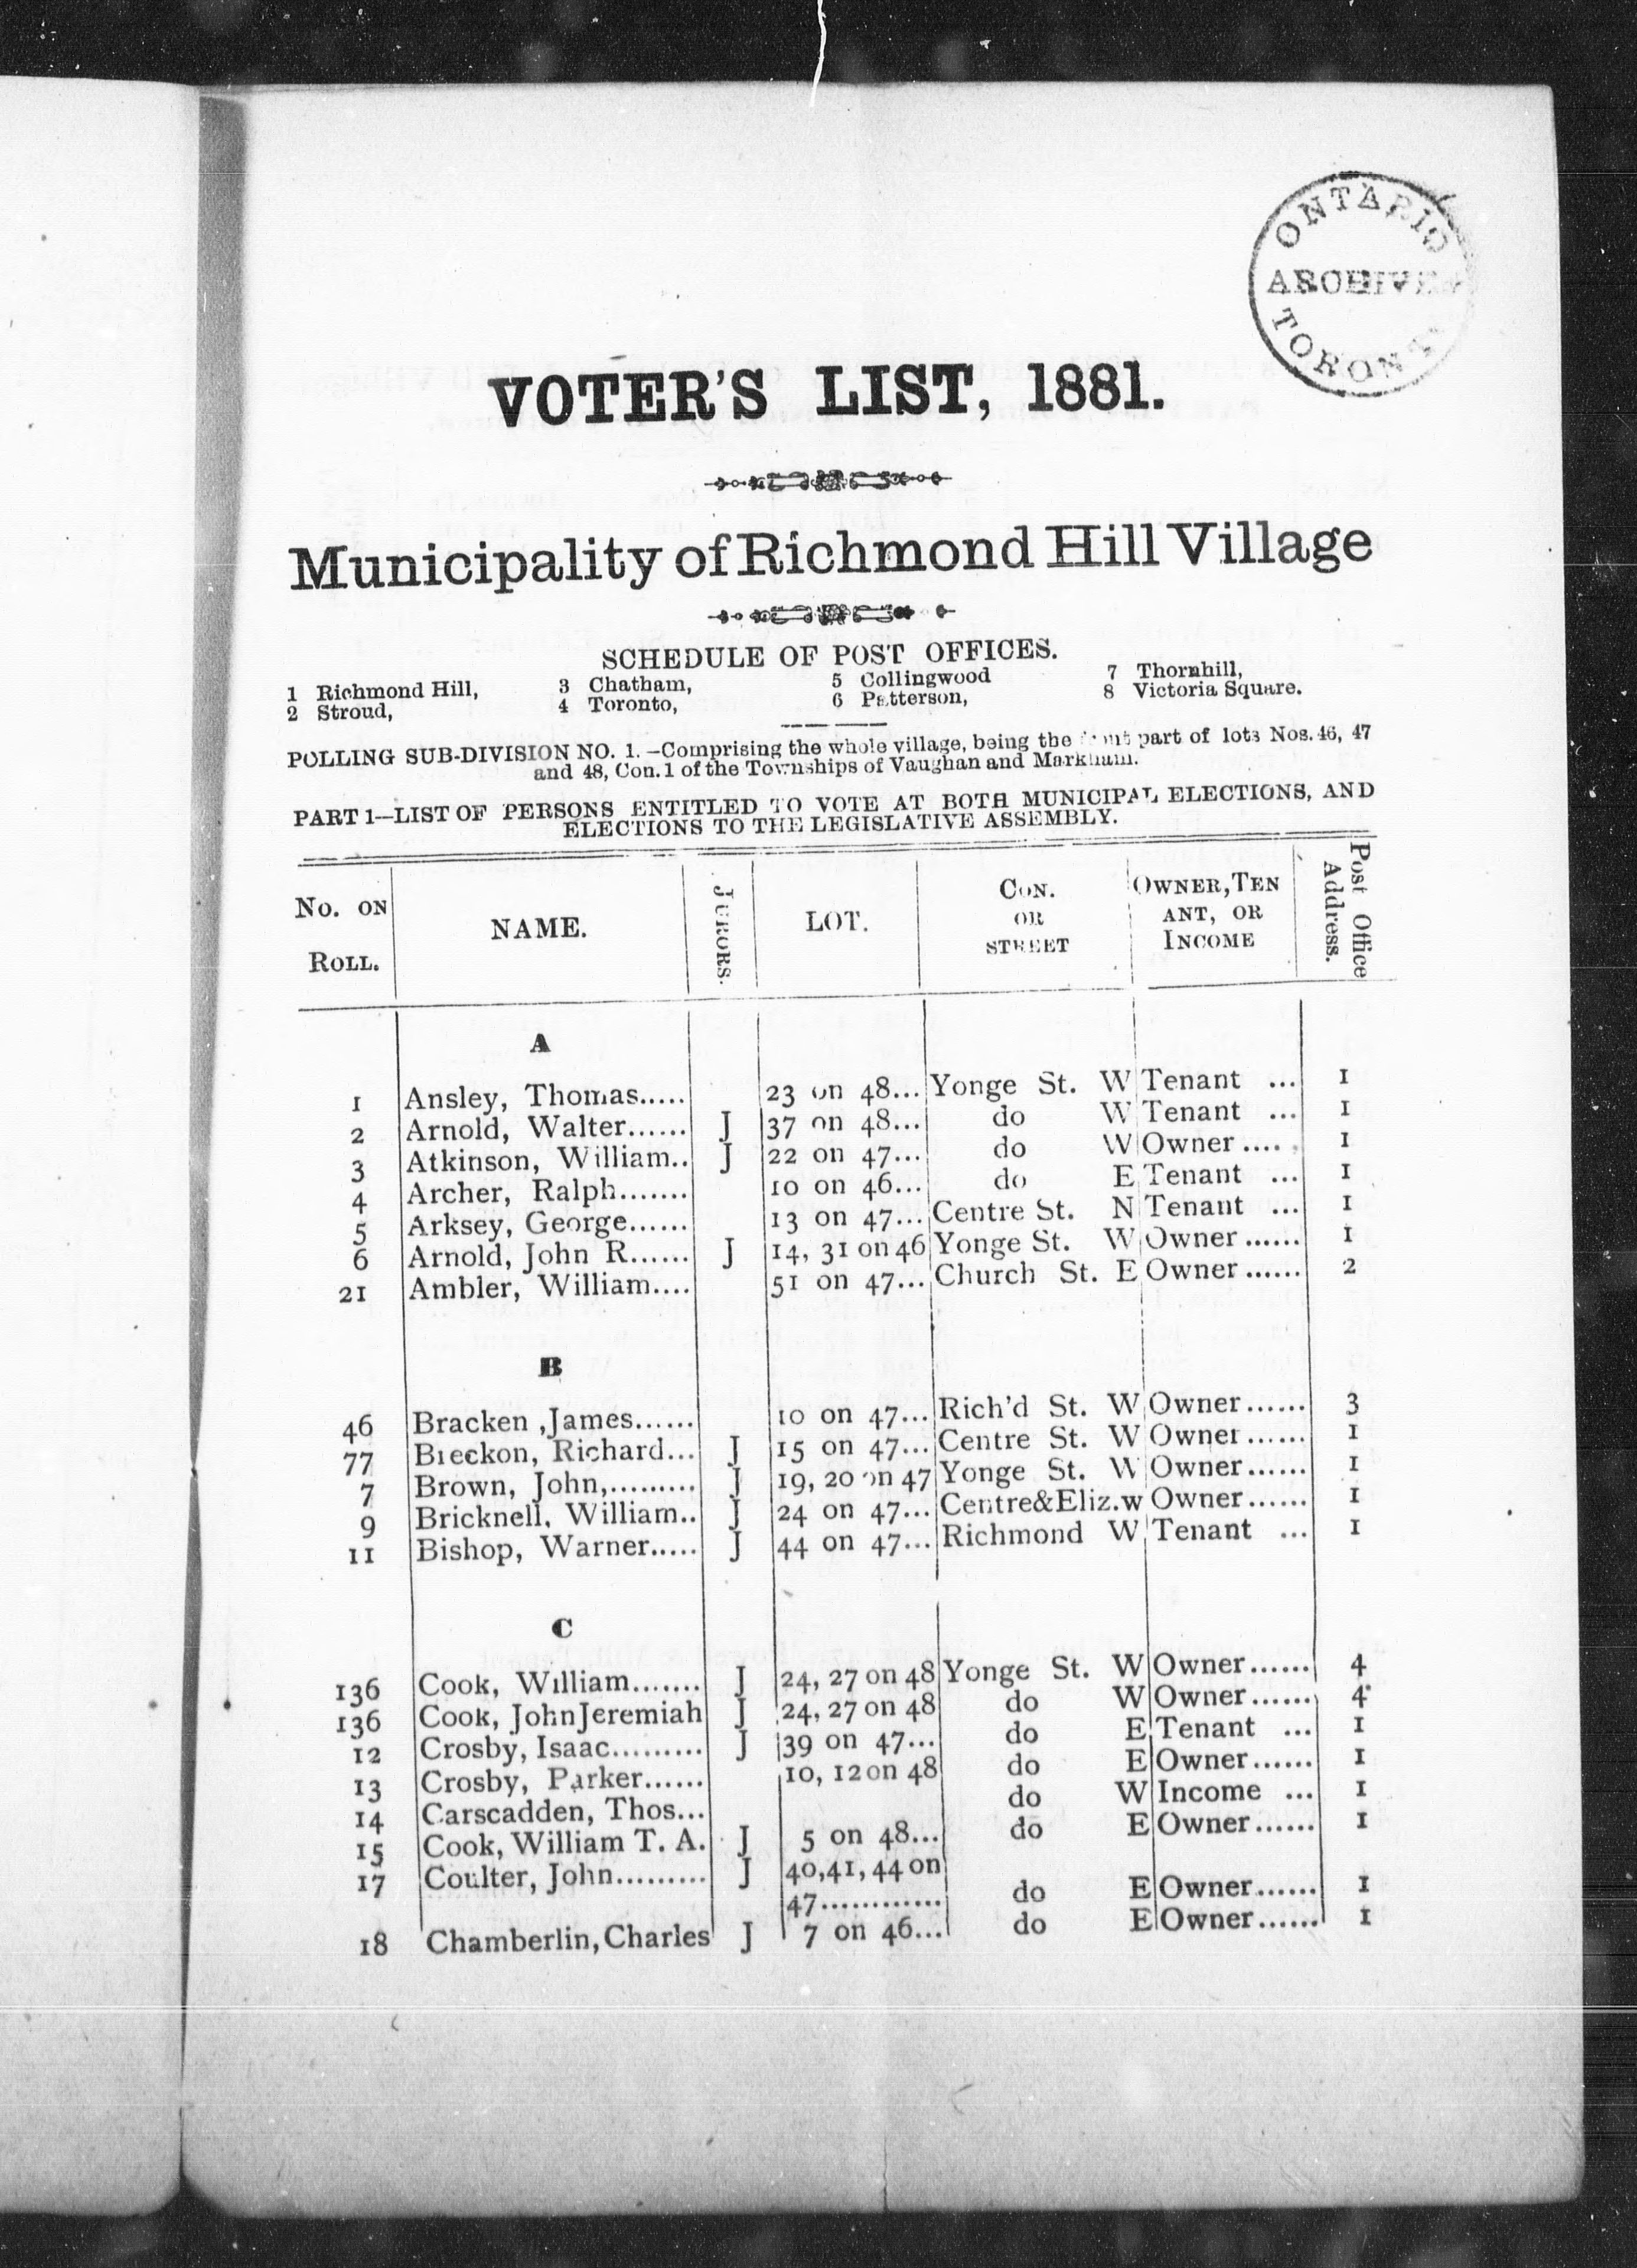 ONTARIO
ARCHIVES
TORONT
VOTER'S LIST, 1881.
Municipality of Richmond Hill Village
SCHEDULE OF POST OFFICES.
1 Richmond Hill, 3 Chatham, 5 Collingwood 7 Thornhill,
2 Stroud, 4 Toronto, 6 Patterson, 8 Victoria Square.
POLLING SUB-DIVISION NO. 1.—Comprising the whole village, being the front part of lots Nos. 46, 47
and 48, Con. 1 of the Townships of Vaughan and Markham.
PART 1—LIST OF PERSONS ENTITLED TO VOTE AT BOTH MUNICIPAL ELECTIONS, AND
ELECTIONS TO THE LEGISLATIVE ASSEMBLY.
No. ON ROLL. NAME. JURORS. LOT. CON. OR STREET OWNER, TEN ANT, OR INCOME Post Office Address.
A
1 Ansley, Thomas..... 23 on 48... Yonge St. W Tenant ... 1
2 Arnold, Walter...... J 37 on 48... do W Tenant ... 1
3 Atkinson, William.. J 22 on 47... do W Owner .... 1
4 Archer, Ralph....... 10 on 46... do E Tenant ... 1
5 Arksey, George...... 13 on 47... Centre St. N Tenant ... 1
6 Arnold, John R...... J 14, 31 on 46 Yonge St. W Owner ...... 1
21 Ambler, William.... 51 on 47... Church St. E Owner ...... 2
B
46 Bracken ,James...... 10 on 47... Rich'd St. W Owner...... 3
77 Breckon, Richard... J 15 on 47... Centre St. W Owner...... 1
7 Brown, John,......... J 19, 20 on 47 Yonge St. W Owner...... 1
9 Bricknell, William.. J 24 on 47... Centre&Eliz.w Owner...... 1
11 Bishop, Warner..... J 44 on 47... Richmond W Tenant ... 1
C
136 Cook, William....... J 24, 27 on 48 Yonge St. W Owner...... 4
136 Cook, John Jeremiah J 24, 27 on 48 do W Owner...... 4
12 Crosby, Isaac......... J 39 on 47... do E Tenant ... 1
13 Crosby, Parker...... 10, 12 on 48 do E Owner...... 1
14 Carscadden, Thos... do W Income ... 1
15 Cook, William T. A. J 5 on 48... do E Owner...... 1
17 Coulter, John......... J 40,41, 44 on
47............ do E Owner...... 1
18 Chamberlin, Charles J 7 on 46... do E Owner...... 1